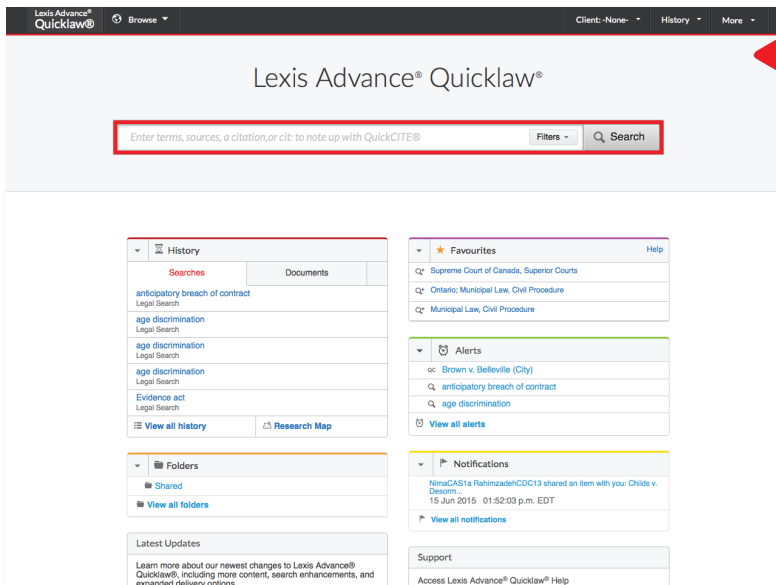 Lexis Advance®
Quicklaw®
Browse
Client: -None-
History
More
Lexis Advance® Quicklaw®
Enter terms, sources, a citation,or cit: to note up with QuickCITE®
Filters
Search
History
Searches
Documents
anticipatory breach of contract
Legal Search
age discrimination
Legal Search
age discrimination
Legal Search
age discrimination
Legal Search
Evidence act
Legal Search
View all history
Research Map
Folders
Shared
View all folders
Latest Updates
Learn more about our newest changes to Lexis Advance®
Quicklaw®, including more content, search enhancements, and
expanded delivery options
Favourites
Help
Supreme Court of Canada, Superior Courts
Ontario; Municipal Law, Civil Procedure
Municipal Law, Civil Procedure
Alerts
QC Brown v. Belleville (City)
anticipatory breach of contract
age discrimination
View all alerts
Notifications
NimaCAS1a RahimzadehCDC13 shared an item with you: Childs v.
Desorm...
15 Jun 2015 01:52:03 p.m. EDT
View all notifications
Support
Access Lexis Advance® Quicklaw® Help